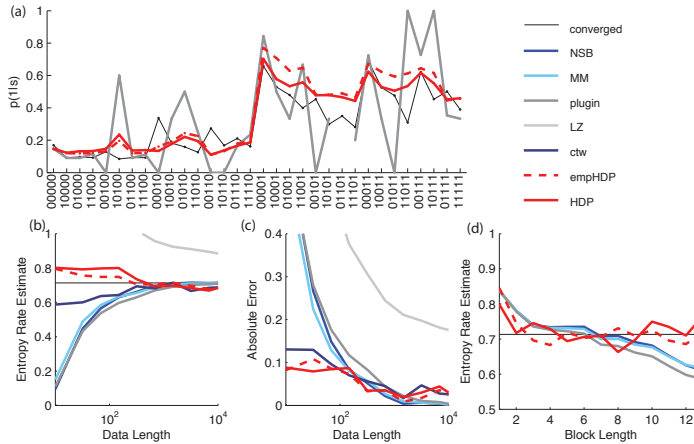 (a)
p(1|s)
1
0.8
0.6
0.4
0.2
0
00000
10000
01000
11000
00100
10100
01100
11100
00010
10010
01010
11010
00110
10110
01110
11110
00001
10001
01001
11001
00101
10101
01101
11101
00011
10011
01011
11011
00111
10111
01111
11111
converged
NSB
MM
plugin
LZ
ctw
empHDP
HDP
(b)
Entropy Rate Estimate
1
0.8
0.6
0.4
0.2
0
10^2
10^4
Data Length
(c)
Absolute Error
0.4
0.3
0.2
0.1
0
10^2
10^4
Data Length
(d)
Entropy Rate Estimate
1
0.9
0.8
0.7
0.6
0.5
2 4 6 8 10 12
Block Length